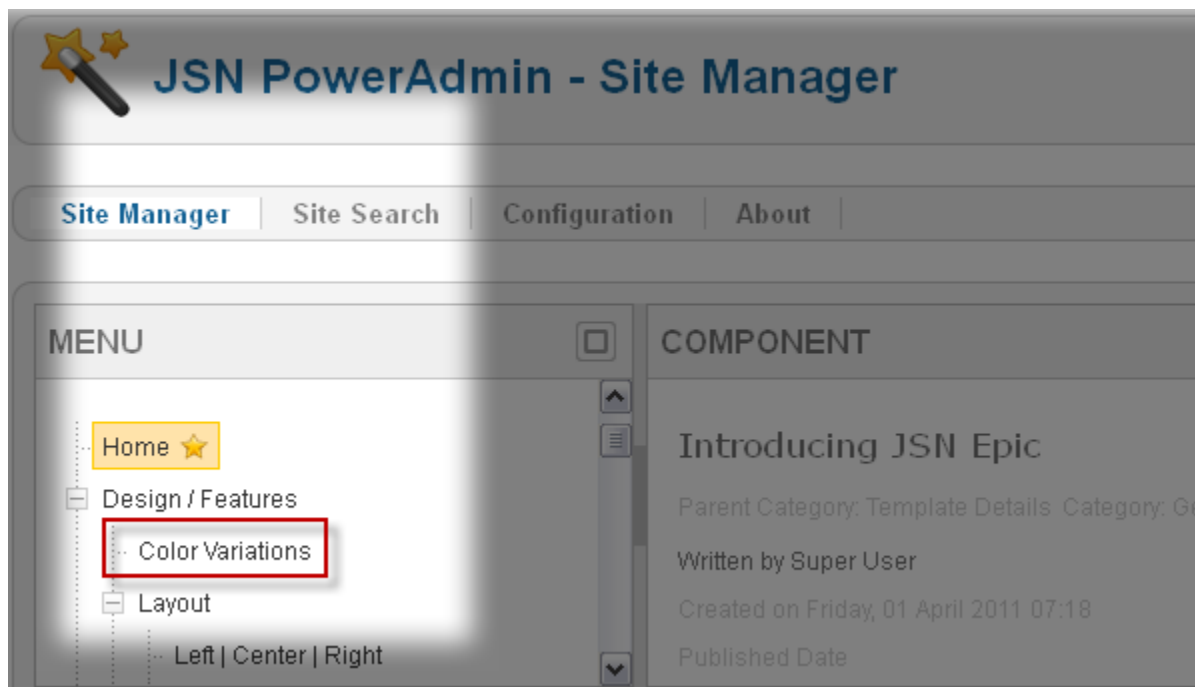 JSN PowerAdmin - Site Manager
Site Manager Site Search Configuration About
MENU
COMPONENT
Home
Design / Features
Color Variations
Layout
Left | Center | Right
Introducing JSN Epic
Parent Category: Template Details Category:
Written by Super User
Created on Friday, 01 April 2011 07:18
Published Date